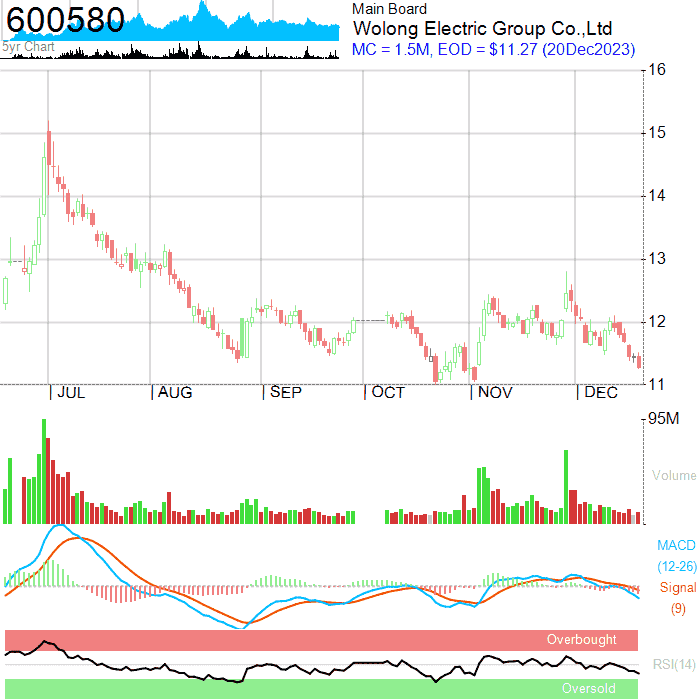 600580
5yr Chart
Main Board
Wolong Electric Group Co.,Ltd
MC = 1.5M, EOD = $11.27 (20Dec2023)
16
15
14
13
12
11
JUL AUG SEP OCT NOV DEC
95M
Volume
MACD
(12-26)
Signal
(9)
Overbought
RSI(14)
Oversold